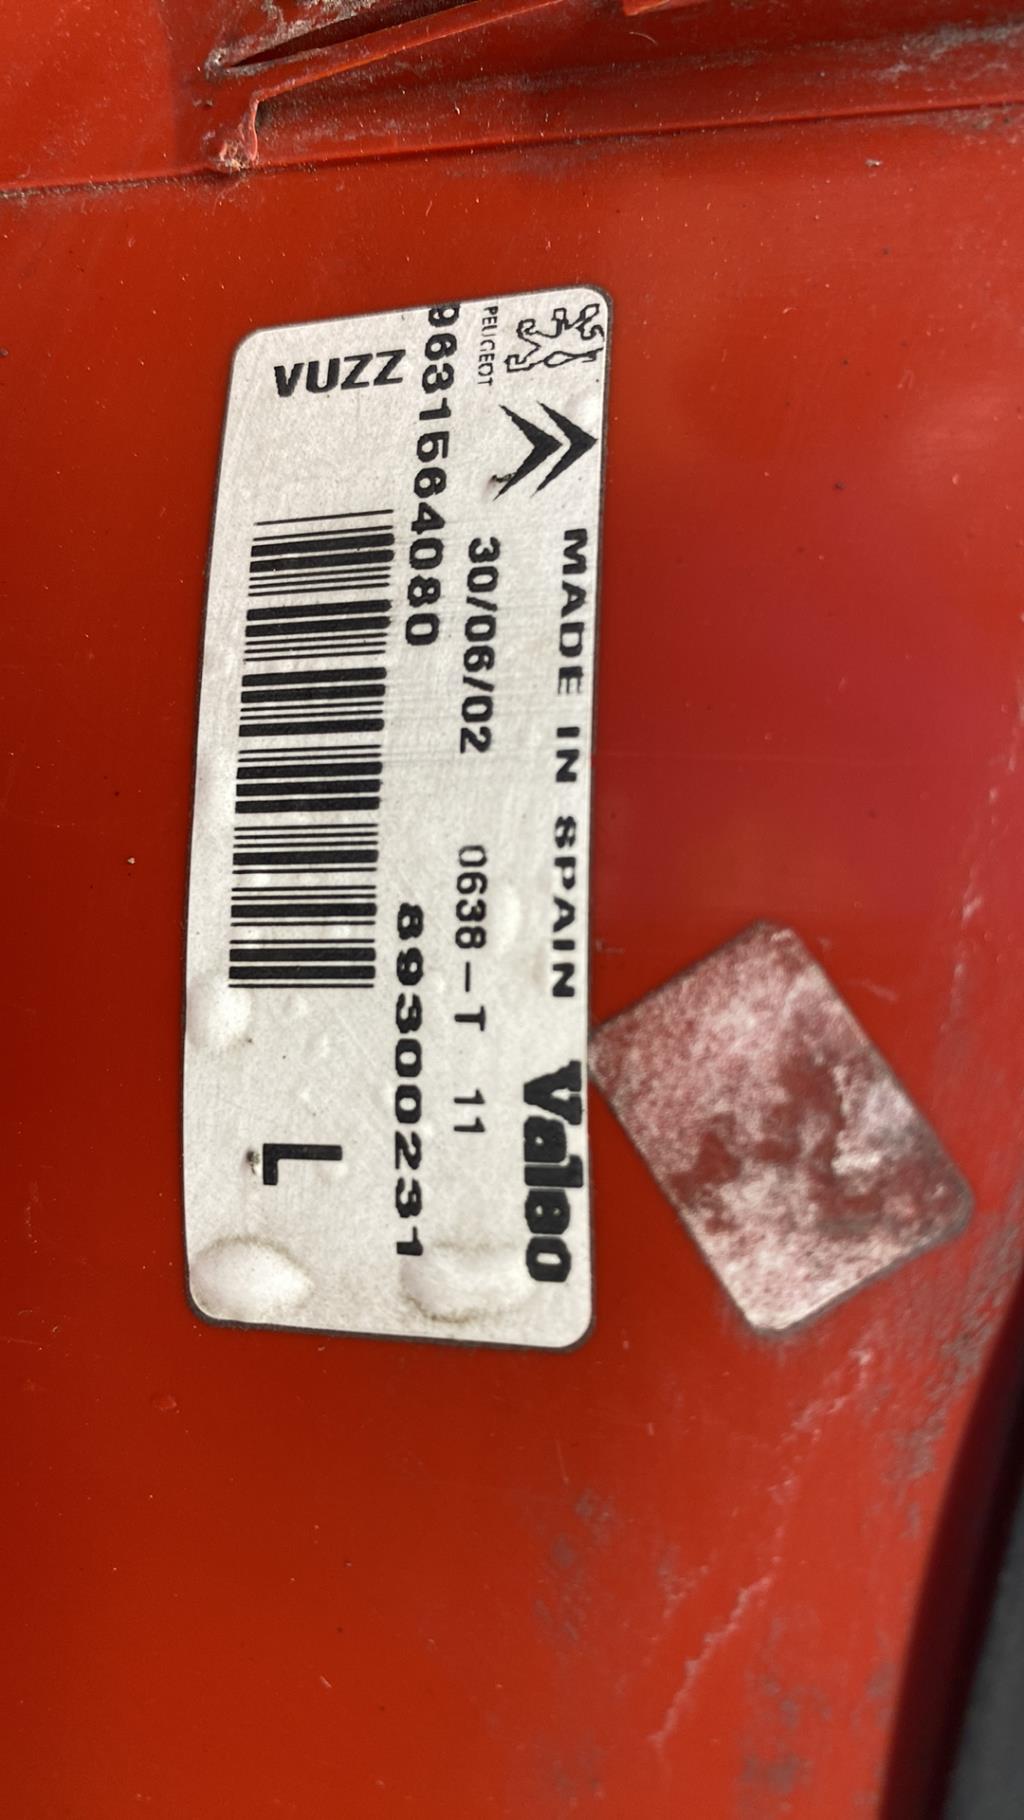 MADE IN SPAIN Valeo
PEUGEOT 30/06/02 0638-T 11
9631564080 89300231
VUZZ
L